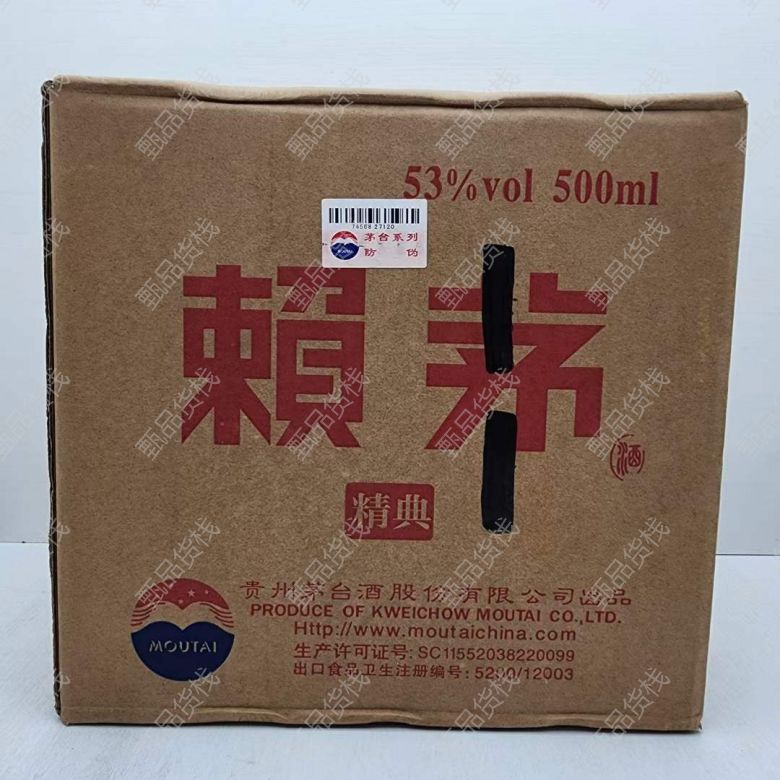 53%vol 500ml
74568 27120
茅台系列
MOUTAI
防伪
賴茅
酒
精典
贵州茅台酒股份有限公司出品
PRODUCE OF KWEICHOW MOUTAI CO.,LTD.
Http://www.moutaichina.com
MOUTAI
生产许可证号: SC11552038220099
出口食品卫生注册编号: 5200/12003
甄品货栈